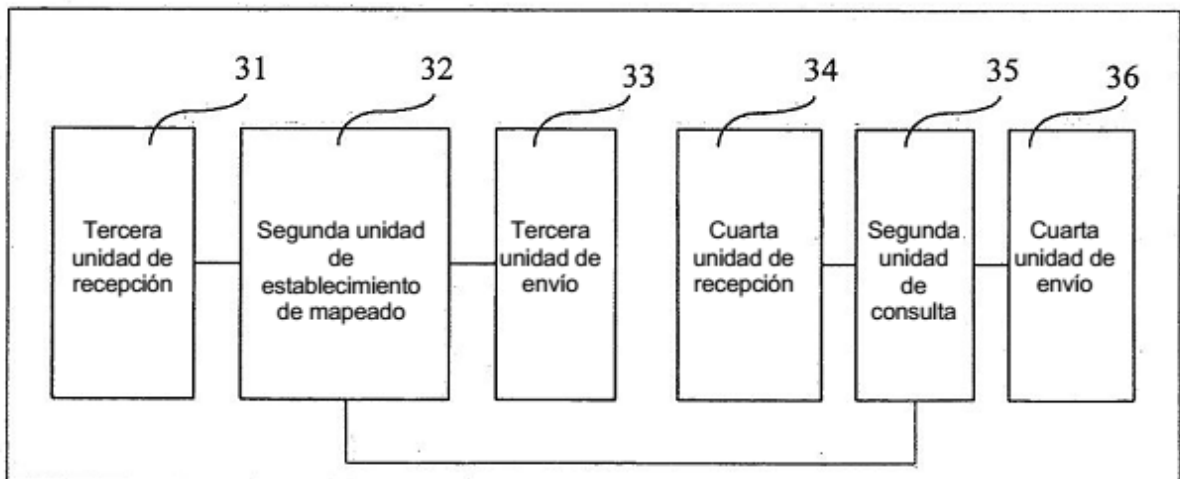 31
32
33
34
35
36
Tercera
unidad de
recepción
Segunda unidad
de
establecimiento
de mapeado
Tercera
unidad de
envío
Cuarta
unidad de
recepción
Segunda
unidad
de
consulta
Cuarta
unidad de
envío